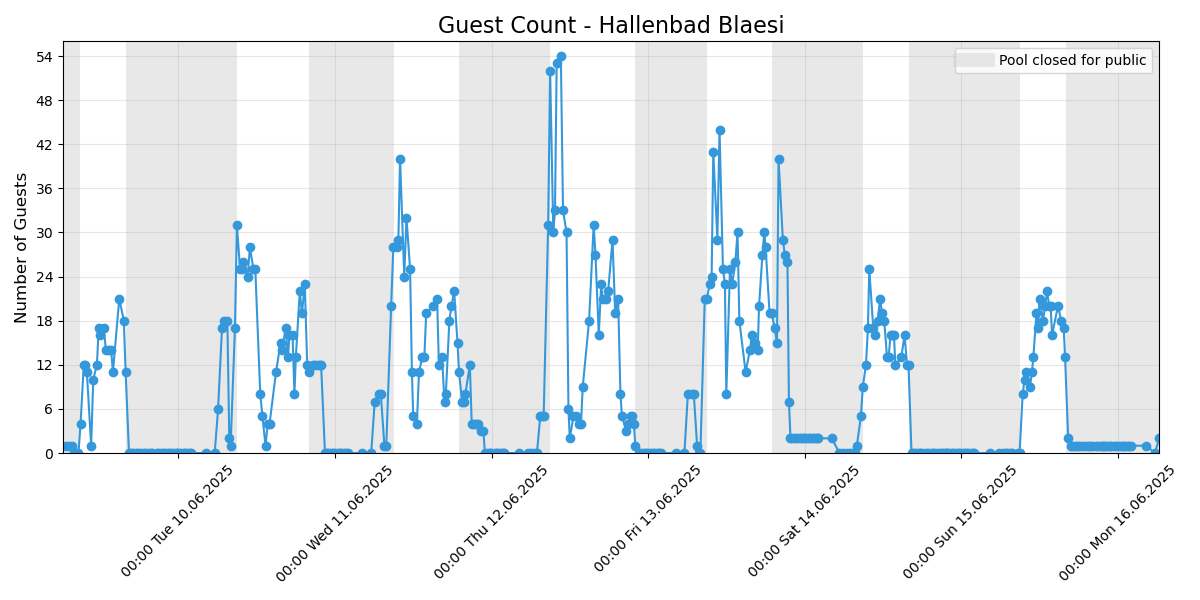 Guest Count - Hallenbad Blaesi
Pool closed for public
Number of Guests
54
48
42
36
30
24
18
12
6
0
00:00 Tue 10.06.2025
00:00 Wed 11.06.2025
00:00 Thu 12.06.2025
00:00 Fri 13.06.2025
00:00 Sat 14.06.2025
00:00 Sun 15.06.2025
00:00 Mon 16.06.2025